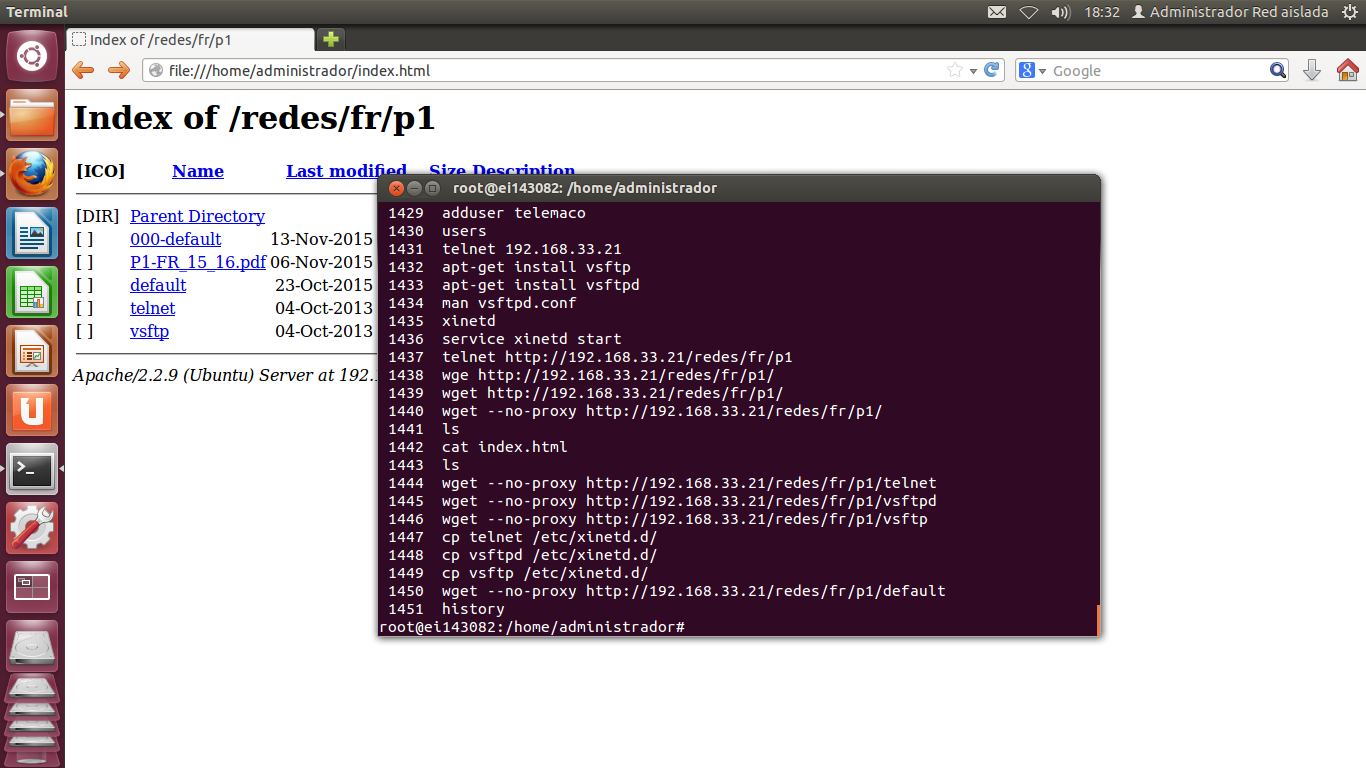 Terminal
18:32 Administrador Red aislada
Index of /redes/fr/p1
file:///home/administrador/index.html
Google
Index of /redes/fr/p1
[ICO] Name Last modified Size Description
[DIR] Parent Directory
[ ] 000-default 13-Nov-2015
[ ] P1-FR_15_16.pdf 06-Nov-2015
[ ] default 23-Oct-2015
[ ] telnet 04-Oct-2013
[ ] vsftp 04-Oct-2013
Apache/2.2.9 (Ubuntu) Server at 192.
root@ei143082: /home/administrador
1429 adduser telemaco
1430 users
1431 telnet 192.168.33.21
1432 apt-get install vsftp
1433 apt-get install vsftpd
1434 man vsftpd.conf
1435 xinetd
1436 service xinetd start
1437 telnet http://192.168.33.21/redes/fr/p1
1438 wge http://192.168.33.21/redes/fr/p1/
1439 wget http://192.168.33.21/redes/fr/p1/
1440 wget --no-proxy http://192.168.33.21/redes/fr/p1/
1441 ls
1442 cat index.html
1443 ls
1444 wget --no-proxy http://192.168.33.21/redes/fr/p1/telnet
1445 wget --no-proxy http://192.168.33.21/redes/fr/p1/vsftpd
1446 wget --no-proxy http://192.168.33.21/redes/fr/p1/vsftp
1447 cp telnet /etc/xinetd.d/
1448 cp vsftpd /etc/xinetd.d/
1449 cp vsftp /etc/xinetd.d/
1450 wget --no-proxy http://192.168.33.21/redes/fr/p1/default
1451 history
root@ei143082:/home/administrador#